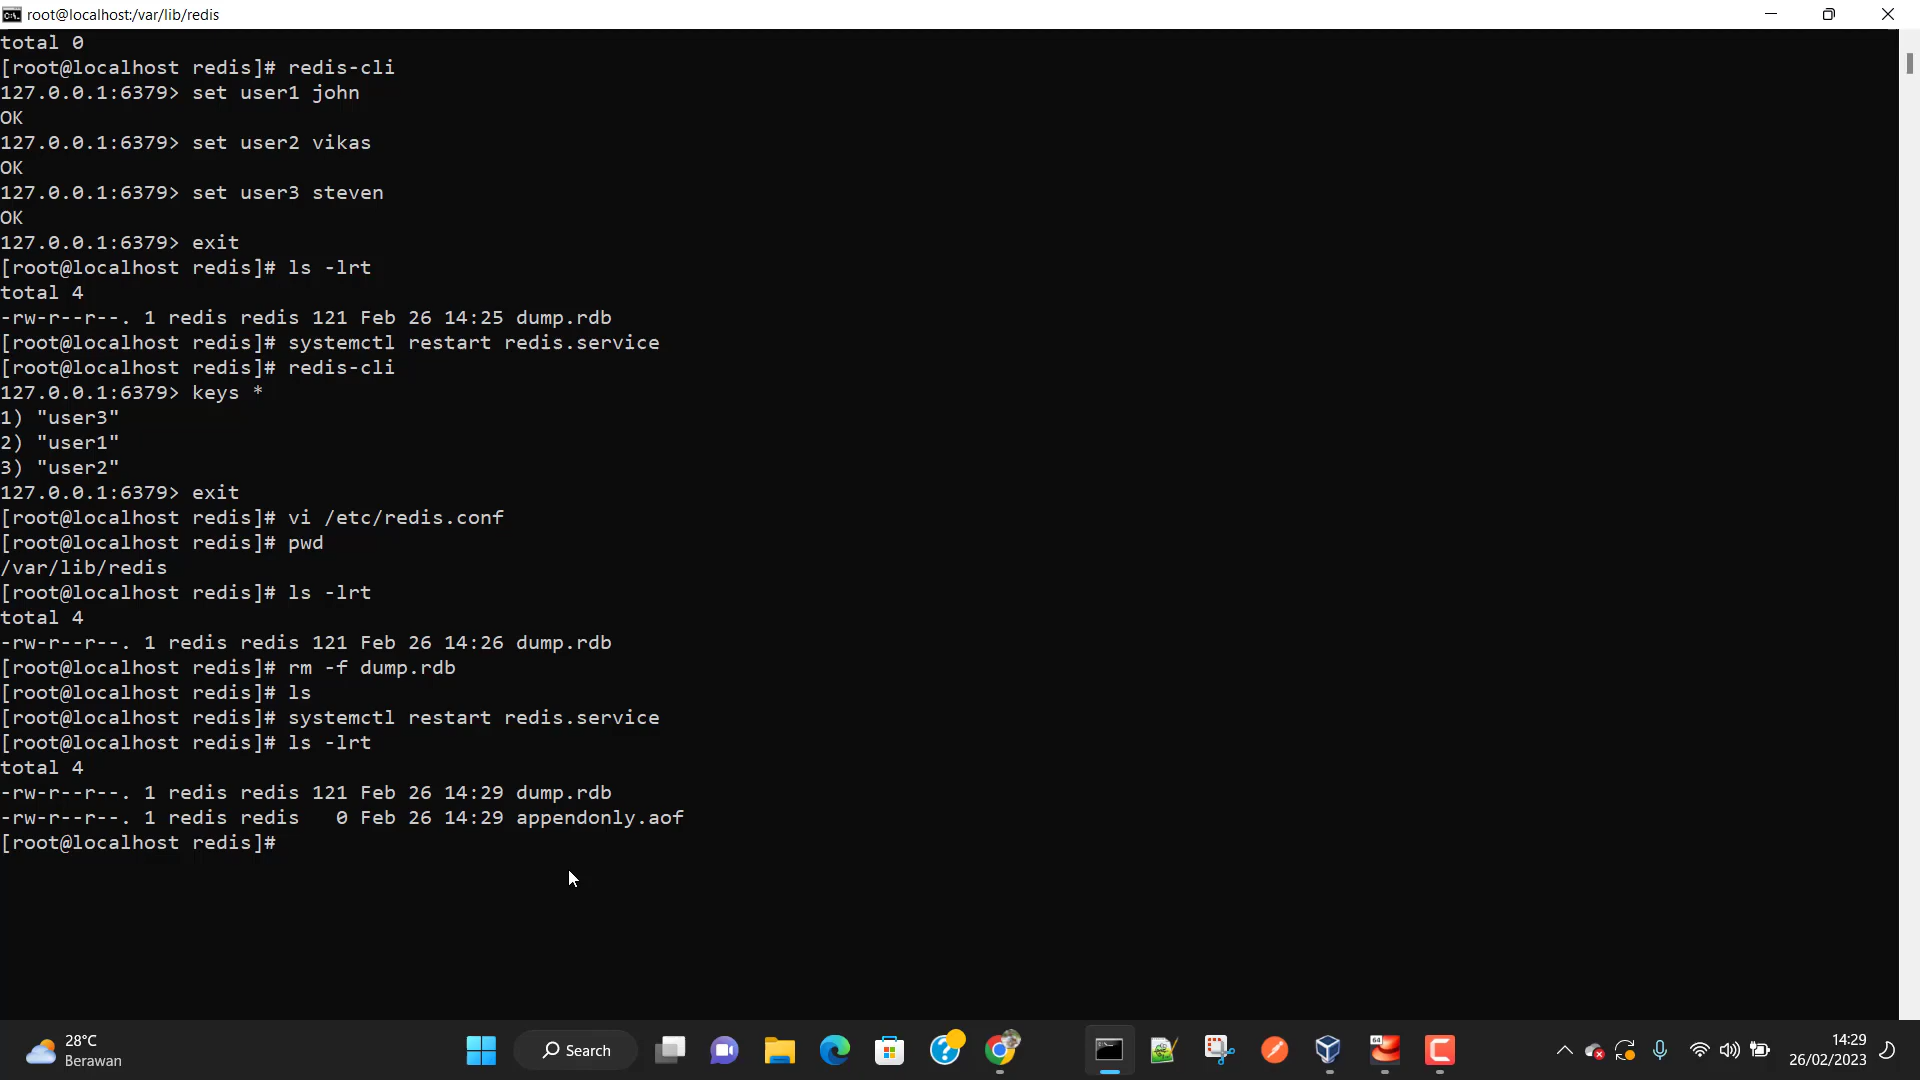 root@localhost:/var/lib/redis
total 0
[root@localhost redis]# redis-cli
127.0.0.1:6379> set user1 john
OK
127.0.0.1:6379> set user2 vikas
OK
127.0.0.1:6379> set user3 steven
OK
127.0.0.1:6379> exit
[root@localhost redis]# ls -lrt
total 4
-rw-r--r--. 1 redis redis 121 Feb 26 14:25 dump.rdb
[root@localhost redis]# systemctl restart redis.service
[root@localhost redis]# redis-cli
127.0.0.1:6379> keys *
1) "user3"
2) "user1"
3) "user2"
127.0.0.1:6379> exit
[root@localhost redis]# vi /etc/redis.conf
[root@localhost redis]# pwd
/var/lib/redis
[root@localhost redis]# ls -lrt
total 4
-rw-r--r--. 1 redis redis 121 Feb 26 14:26 dump.rdb
[root@localhost redis]# rm -f dump.rdb
[root@localhost redis]# ls
[root@localhost redis]# systemctl restart redis.service
[root@localhost redis]# ls -lrt
total 4
-rw-r--r--. 1 redis redis 121 Feb 26 14:29 dump.rdb
-rw-r--r--. 1 redis redis   0 Feb 26 14:29 appendonly.aof
[root@localhost redis]#
28°C
Berawan
Search
64
14:29
26/02/2023